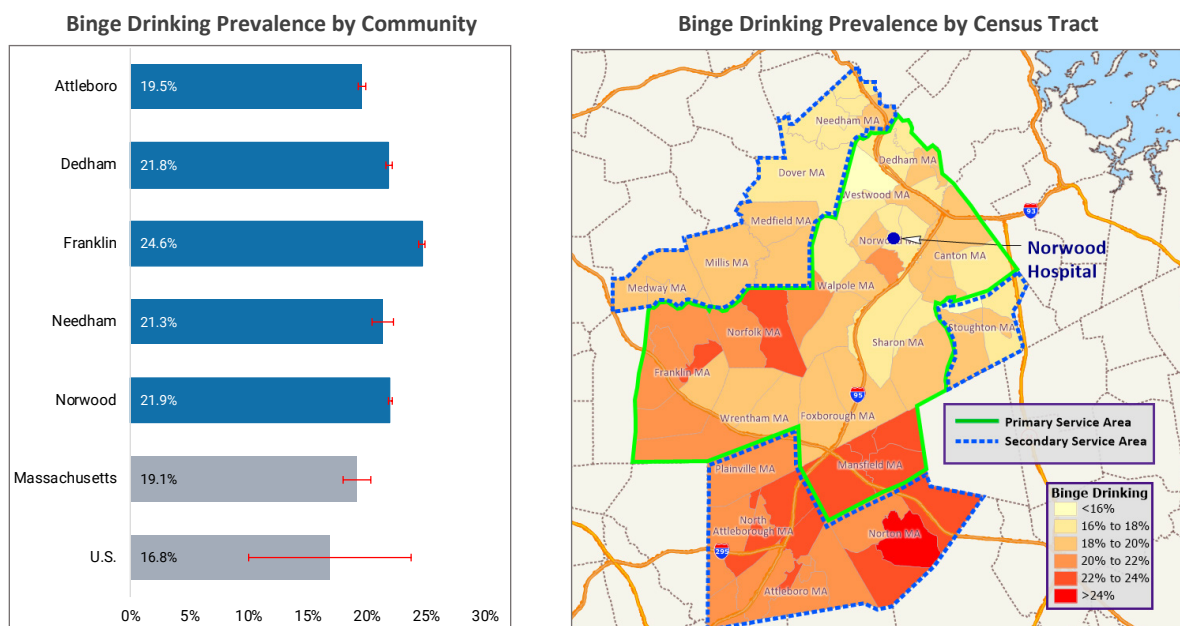 Binge Drinking Prevalence by Community
Attleboro
19.5%
Dedham
21.8%
Franklin
24.6%
Needham
21.3%
Norwood
21.9%
Massachusetts
19.1%
U.S.
16.8%
0% 5% 10% 15% 20% 25% 30%
Binge Drinking Prevalence by Census Tract
Needham MA
Dedham MA
Dover MA
Westwood MA
Medfield MA
93
Norwood MA
Norwood
Hospital
Canton MA
Millis MA
Medway MA
Walpole MA
Stoughton MA
Norfolk MA
Sharon MA
Franklin MA
95
Wrentham MA
Foxborough MA
Primary Service Area
Secondary Service Area
Plainville MA
Mansfield MA
North
Attleborough MA
Norton MA
295
Attleboro MA
Binge Drinking
<16%
16% to 18%
18% to 20%
20% to 22%
22% to 24%
>24%